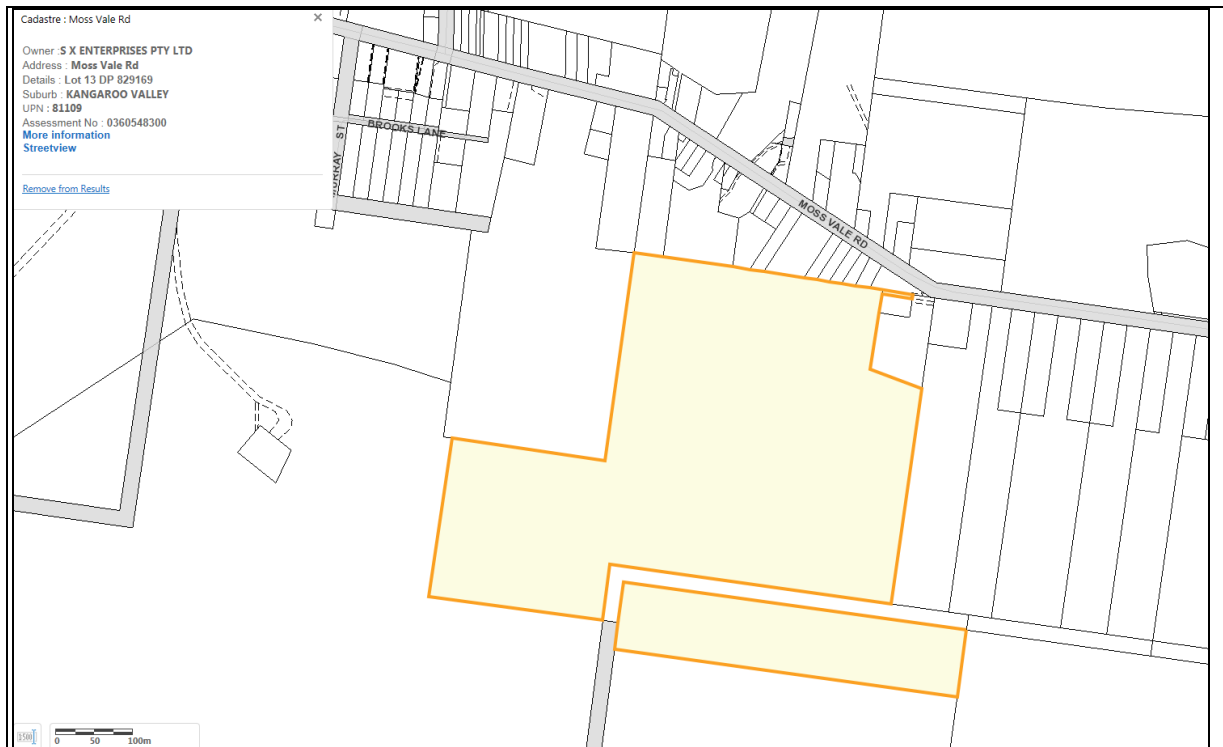 Cadastre : Moss Vale Rd
×
Owner : S X ENTERPRISES PTY LTD
Address : Moss Vale Rd
Details : Lot 13 DP 829169
Suburb : KANGAROO VALLEY
UPN : 81109
Assessment No : 0360548300
More information
Streetview
Remove from Results
BROOKS LANE
MURRAY ST
MOSS VALE RD
0 50 100m